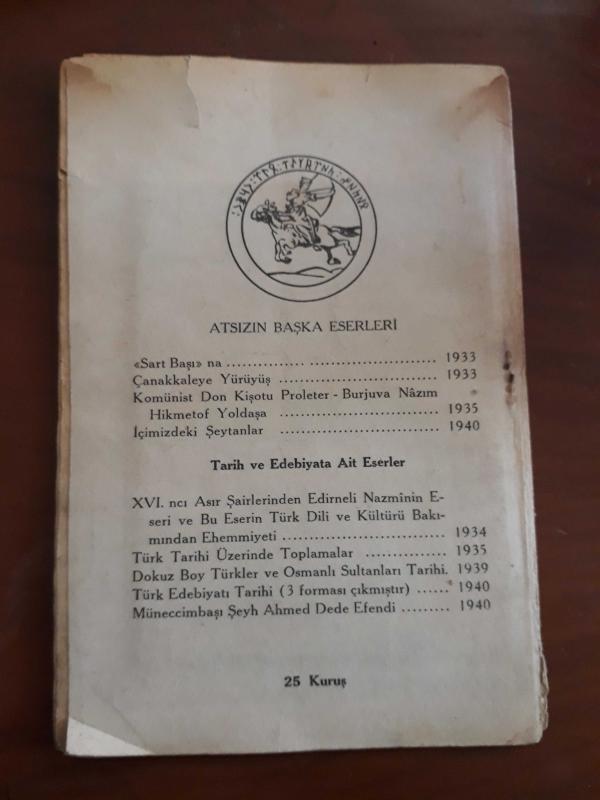 ATSIZIN BAŞKA ESERLERİ
«Sart Başı» na ............... ........................ 1933
Çanakkaleye Yürüyüş ............................. 1933
Komünist Don Kişotu Proleter - Burjuva Nâzım
Hikmetof Yoldaşa ............................. 1935
İçimizdeki Şeytanlar ............................. 1940
Tarih ve Edebiyata Ait Eserler
XVI. ncı Asır Şairlerinden Edirneli Nazmînin E-
seri ve Bu Eserin Türk Dili ve Kültürü Bakı-
mından Ehemmiyeti .............................. 1934
Türk Tarihi Üzerinde Toplamalar ............... 1935
Dokuz Boy Türkler ve Osmanlı Sultanları Tarihi. 1939
Türk Edebiyatı Tarihi (3 forması çıkmıştır) ...... 1940
Müneccimbaşı Şeyh Ahmed Dede Efendi ......... 1940
25 Kuruş